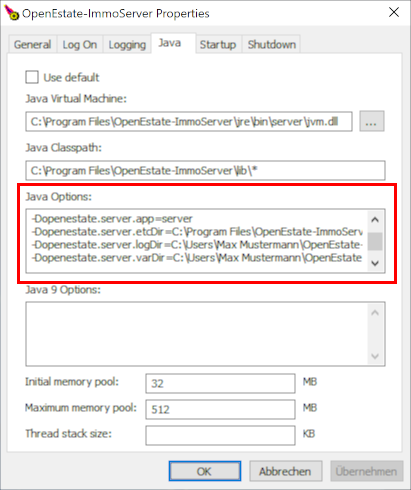 OpenEstate-ImmoServer Properties
General Log On Logging Java Startup Shutdown
Use default
Java Virtual Machine:
C:\Program Files\OpenEstate-ImmoServer\jre\bin\server\jvm.dll ...
Java Classpath:
C:\Program Files\OpenEstate-ImmoServer\lib\*
Java Options:
-Dopenestate.server.app=server
-Dopenestate.server.etcDir=C:\Program Files\OpenEstate-ImmoServ
-Dopenestate.server.logDir=C:\Users\Max Mustermann\OpenEstate-
-Dopenestate.server.varDir=C:\Users\Max Mustermann\OpenEstate
Java 9 Options:
Initial memory pool: 32 MB
Maximum memory pool: 512 MB
Thread stack size: KB
OK Abbrechen Übernehmen